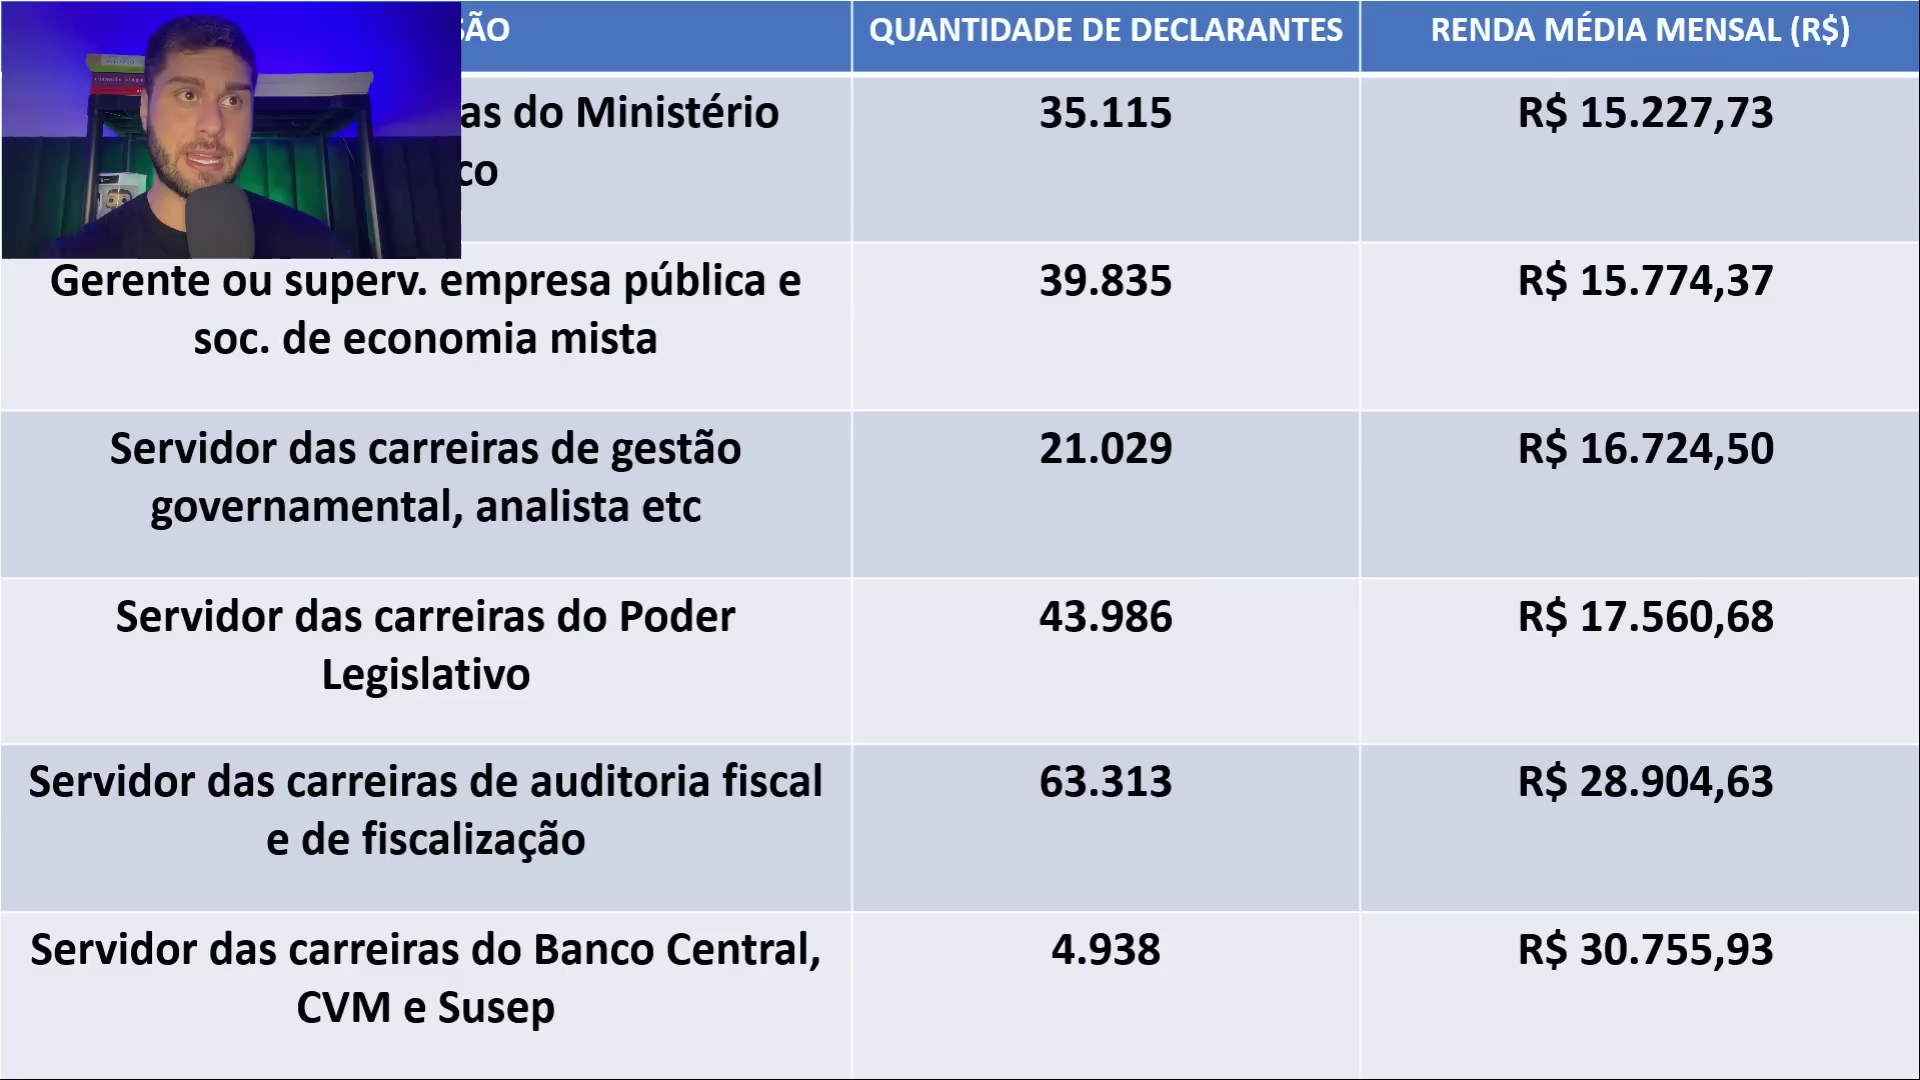 SÃO QUANTIDADE DE DECLARANTES RENDA MÉDIA MENSAL (R$)
as do Ministério 35.115 R$ 15.227,73
co
Gerente ou superv. empresa pública e 39.835 R$ 15.774,37
soc. de economia mista
Servidor das carreiras de gestão 21.029 R$ 16.724,50
governamental, analista etc
Servidor das carreiras do Poder 43.986 R$ 17.560,68
Legislativo
Servidor das carreiras de auditoria fiscal 63.313 R$ 28.904,63
e de fiscalização
Servidor das carreiras do Banco Central, 4.938 R$ 30.755,93
CVM e Susep